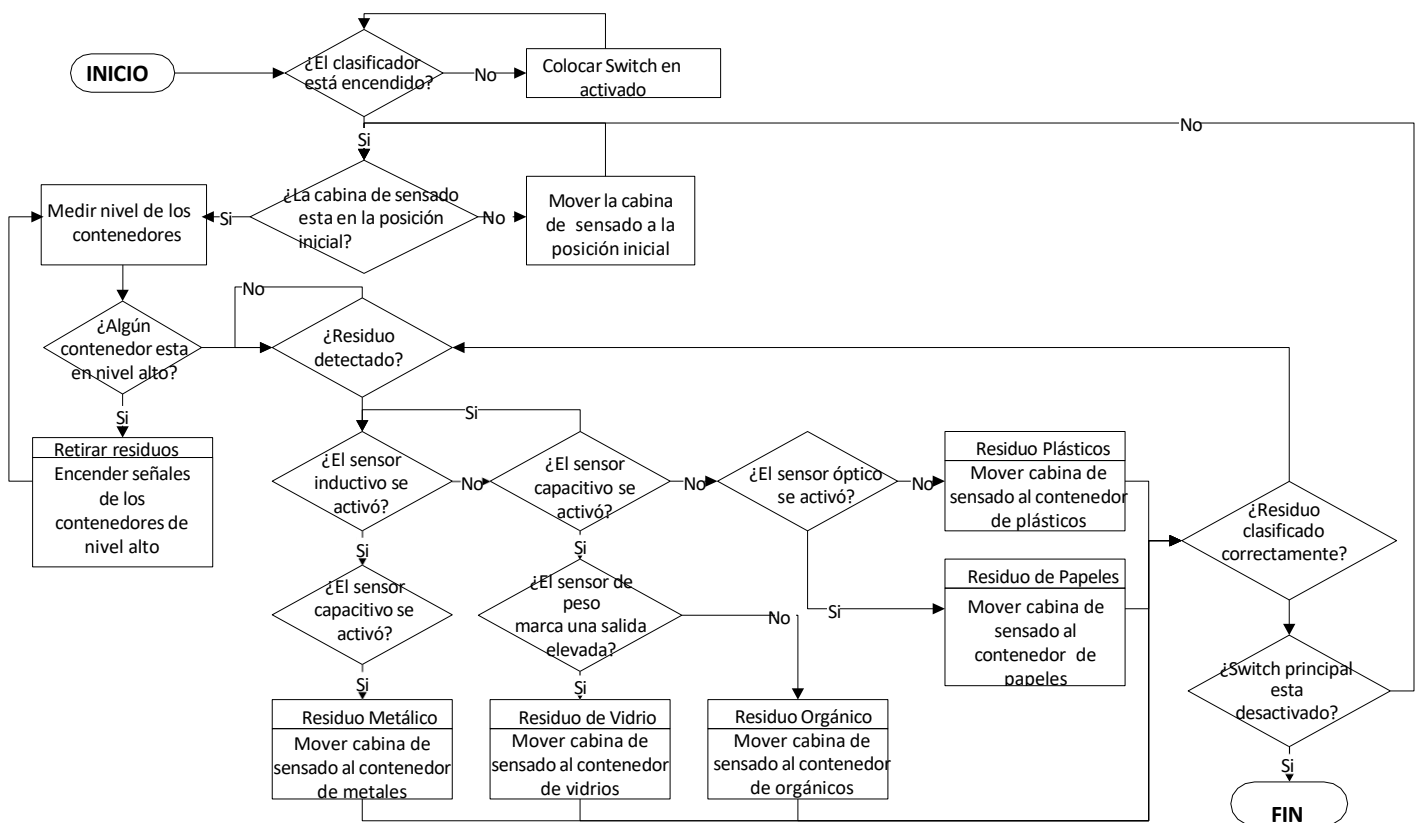 INICIO
¿El clasificador
está encendido?
No
Colocar Switch en
activado
Si
No
¿La cabina de sensado
esta en la posición
inicial?
Si
No
Mover la cabina
de sensado a la
posición inicial
Medir nivel de los
contenedores
No
¿Algún
contenedor esta
en nivel alto?
¿Residuo
detectado?
Si
Retirar residuos
Encender señales
de los
contenedores de
nivel alto
Si
¿El sensor
inductivo se
activó?
No
¿El sensor
capacitivo se
activó?
No
¿El sensor óptico
se activó?
No
Residuo Plásticos
Mover cabina de
sensado al contenedor
de plásticos
¿Residuo
clasificado
correctamente?
Si
Si
Si
Residuo de Papeles
Mover cabina de
sensado al
contenedor de
papeles
¿El sensor
capacitivo se
activó?
¿El sensor de
peso
marca una salida
elevada?
No
Si
Si
¿Switch principal
esta
desactivado?
Residuo Metálico
Mover cabina de
sensado al contenedor
de metales
Residuo de Vidrio
Mover cabina de
sensado al contenedor
de vidrios
Residuo Orgánico
Mover cabina de
sensado al contenedor
de orgánicos
Si
FIN